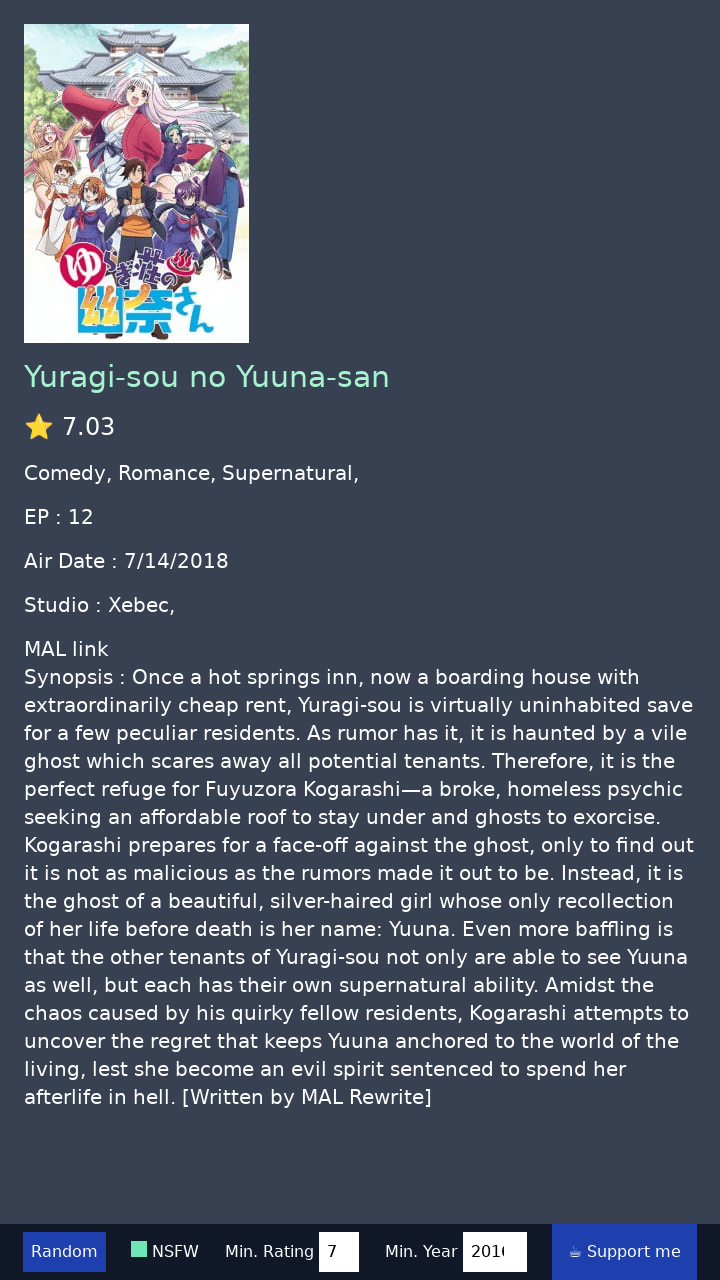 ゆらぎ荘の
幽奈さん
Yuragi-sou no Yuuna-san
7.03
Comedy, Romance, Supernatural,
EP : 12
Air Date : 7/14/2018
Studio : Xebec,
MAL link
Synopsis : Once a hot springs inn, now a boarding house with
extraordinarily cheap rent, Yuragi-sou is virtually uninhabited save
for a few peculiar residents. As rumor has it, it is haunted by a vile
ghost which scares away all potential tenants. Therefore, it is the
perfect refuge for Fuyuzora Kogarashi—a broke, homeless psychic
seeking an affordable roof to stay under and ghosts to exorcise.
Kogarashi prepares for a face-off against the ghost, only to find out
it is not as malicious as the rumors made it out to be. Instead, it is
the ghost of a beautiful, silver-haired girl whose only recollection
of her life before death is her name: Yuuna. Even more baffling is
that the other tenants of Yuragi-sou not only are able to see Yuuna
as well, but each has their own supernatural ability. Amidst the
chaos caused by his quirky fellow residents, Kogarashi attempts to
uncover the regret that keeps Yuuna anchored to the world of the
living, lest she become an evil spirit sentenced to spend her
afterlife in hell. [Written by MAL Rewrite]
Random NSFW Min. Rating 7 Min. Year 201 ☕ Support me